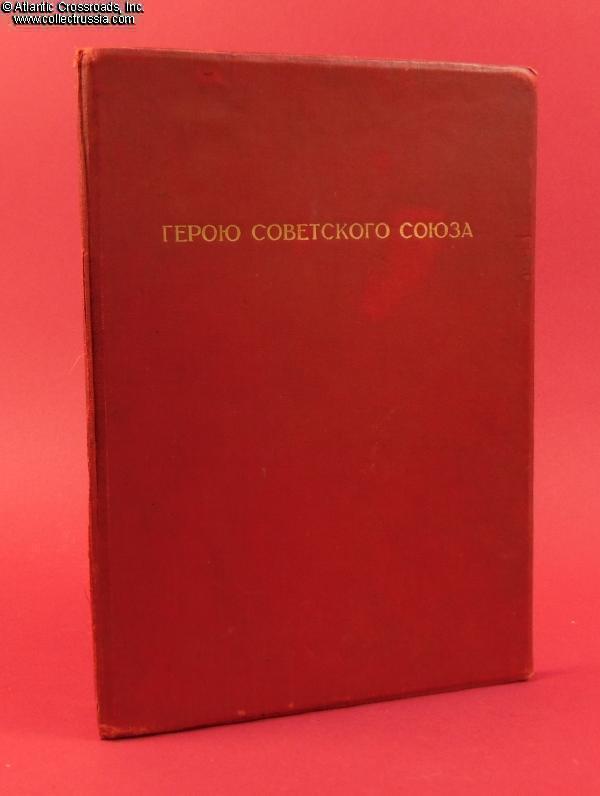 © Atlantic Crossroads, Inc.
www.collectrussia.com
ГЕРОЮ СОВЕТСКОГО СОЮЗА